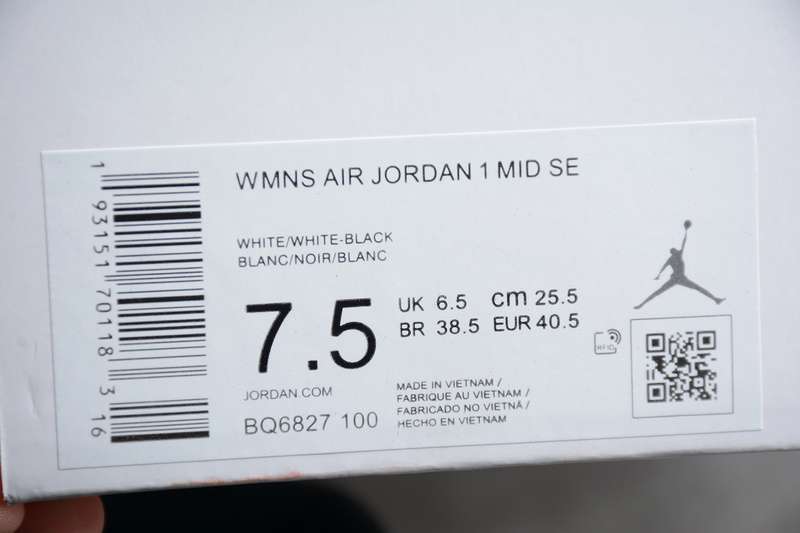 WMNS AIR JORDAN 1 MID SE
WHITE/WHITE-BLACK
BLANC/NOIR/BLANC
7.5
UK 6.5 cm 25.5
BR 38.5 EUR 40.5
JORDAN.COM
BQ6827 100
MADE IN VIETNAM /
FABRIQUE AU VIETNAM /
FABRICADO NO VIETNÃ /
HECHO EN VIETNAM
RFID
1 93151 70118 3 16